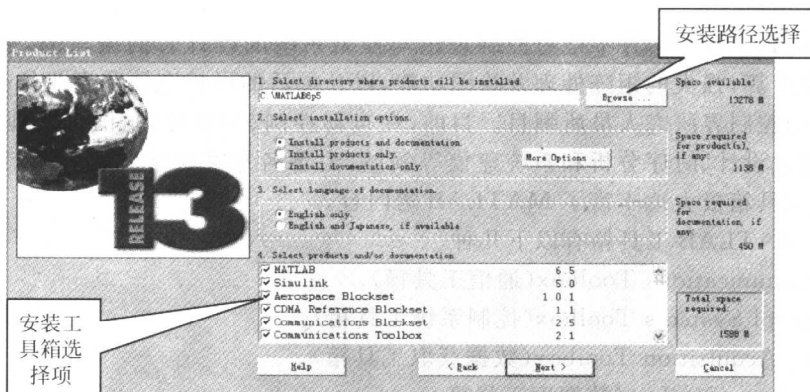 安装路径选择
Product List
1. Select directory where products will be installed.
C:\MATLAB6p5
Browse ...
Space available:
13278 M
2. Select installation options.
Install products and documentation.
Install products only.
Install documentation only.
More Options...
Space required
for product(s),
if any:
1138 M
3. Select language of documentation.
English only.
English and Japanese, if available
Space required
for
documentation, if
any:
450 M
RELEASE
13
4. Select products and/or documentation
MATLAB 6.5
Simulink 5.0
Aerospace Blockset 1.0.1
CDMA Reference Blockset 1.1
Communications Blockset 2.5
Communications Toolbox 2.1
Total space
required:
1588 M
安装工
具箱选
择项
Help
< Back
Next >
Cancel